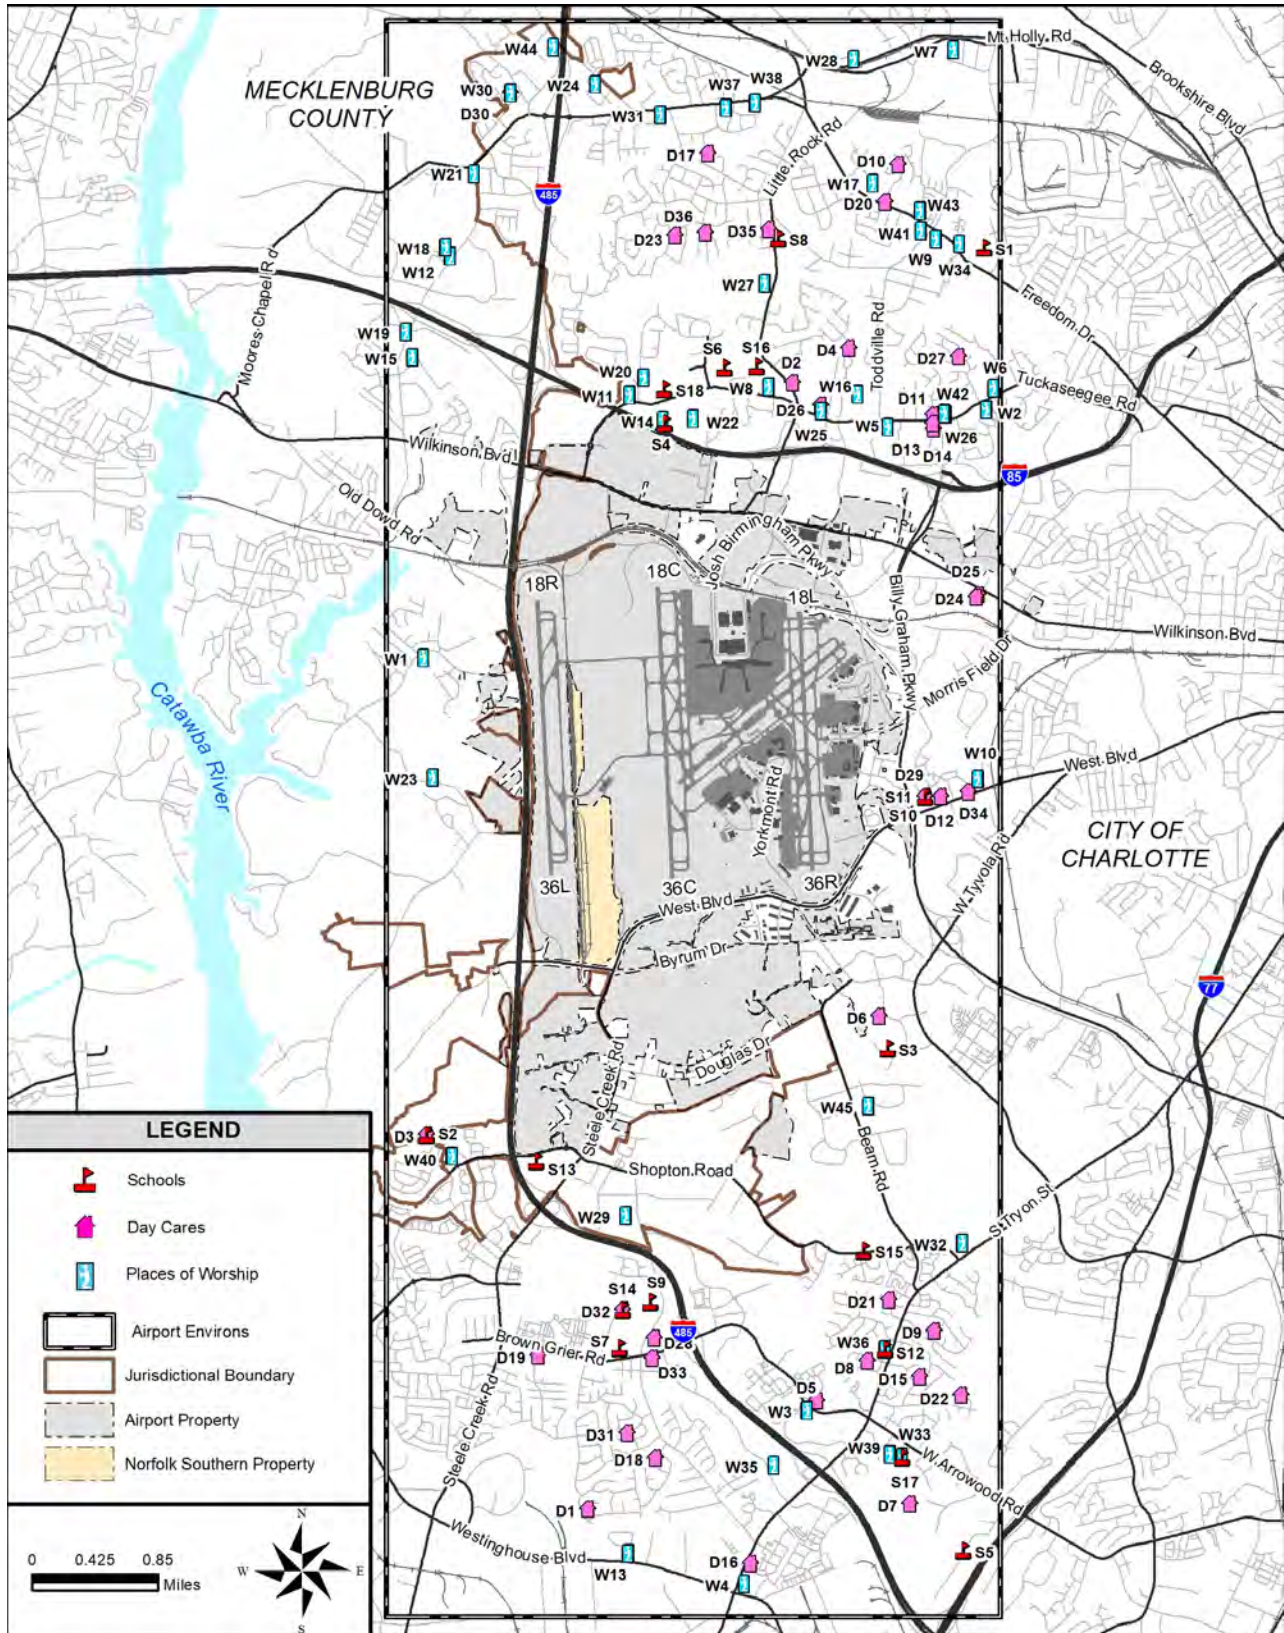 W44
W28
W7
Mt Holly Rd
Brookshire Blvd
MECKLENBURG
COUNTY
W30
D30
W24
W37
W38
W31
Little Rock Rd
D17
D10
W17
W21
485
D20
W43
D36
D23
D35
S8
W41
W9
W34
S1
W18
W12
W27
Moores Chapel Rd
Freedom Dr
W19
W15
S6
S16
D2
D4
Toddville Rd
D27
W6
W20
S18
W8
W16
D11
W42
Tuckaseegee Rd
W11
W14
W22
D26
W25
W5
W2
S4
W26
D13
D14
Wilkinson Blvd
85
Old Dowd Rd
Josh Birmingham Pkwy
18R
18C
18L
Billy Graham Pkwy
D25
D24
Wilkinson Bvd
Morris Field Dr
W1
Catawba River
W23
W10
West Blvd
D29
S11
S10
D12
D34
Yorkmont Rd
CITY OF
CHARLOTTE
W Tyvola Rd
36L
36C
36R
West Blvd
Byrum Dr
77
D6
S3
Douglas Dr
Steele Creek Rd
W45
Beam Rd
D3
S2
W40
S13
Shopton Road
S Tryon St
W29
S15
W32
S14
S9
D32
D21
485
S7
D28
D9
W36
S12
Brown Grier Rd
D19
D33
D8
D15
D5
D22
Steele Creek Rd
W3
D31
W33
W39
D18
W35
S17
W Arrowood Rd
D1
D7
Westinghouse Blvd
W13
D16
W4
S5
LEGEND
Schools
Day Cares
Places of Worship
Airport Environs
Jurisdictional Boundary
Airport Property
Norfolk Southern Property
0 0.425 0.85
Miles
N
W
E
S